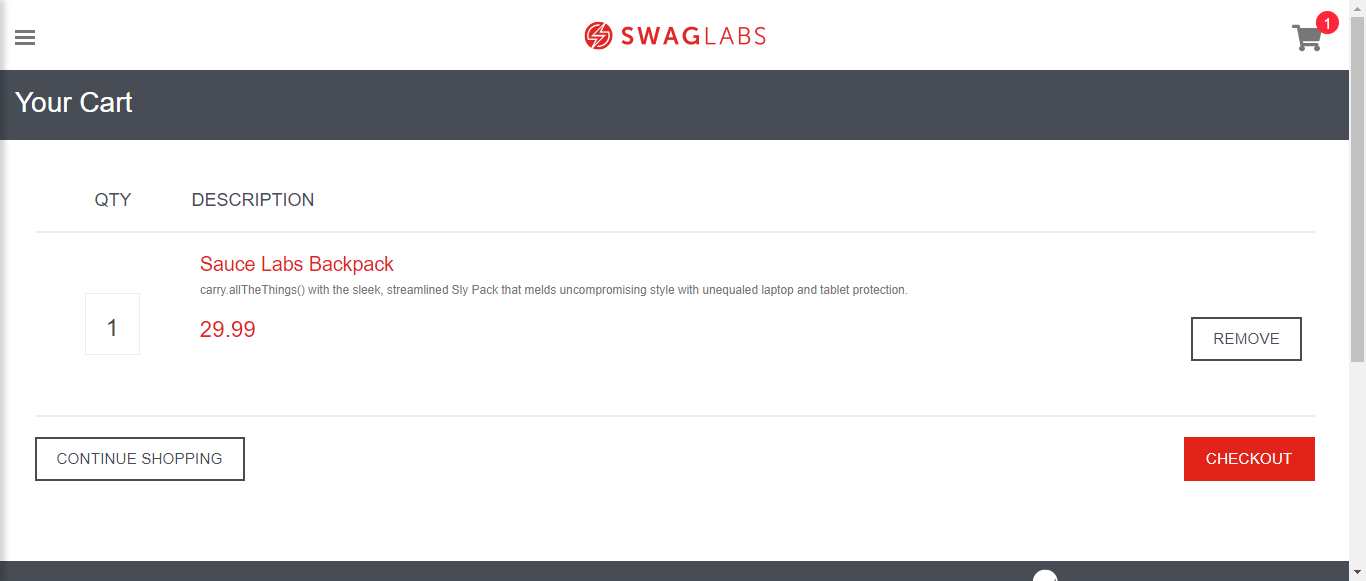 SWAGLABS
1
Your Cart
QTY DESCRIPTION
Sauce Labs Backpack
carry.allTheThings() with the sleek, streamlined Sly Pack that melds uncompromising style with unequaled laptop and tablet protection.
1
29.99
REMOVE
CONTINUE SHOPPING
CHECKOUT